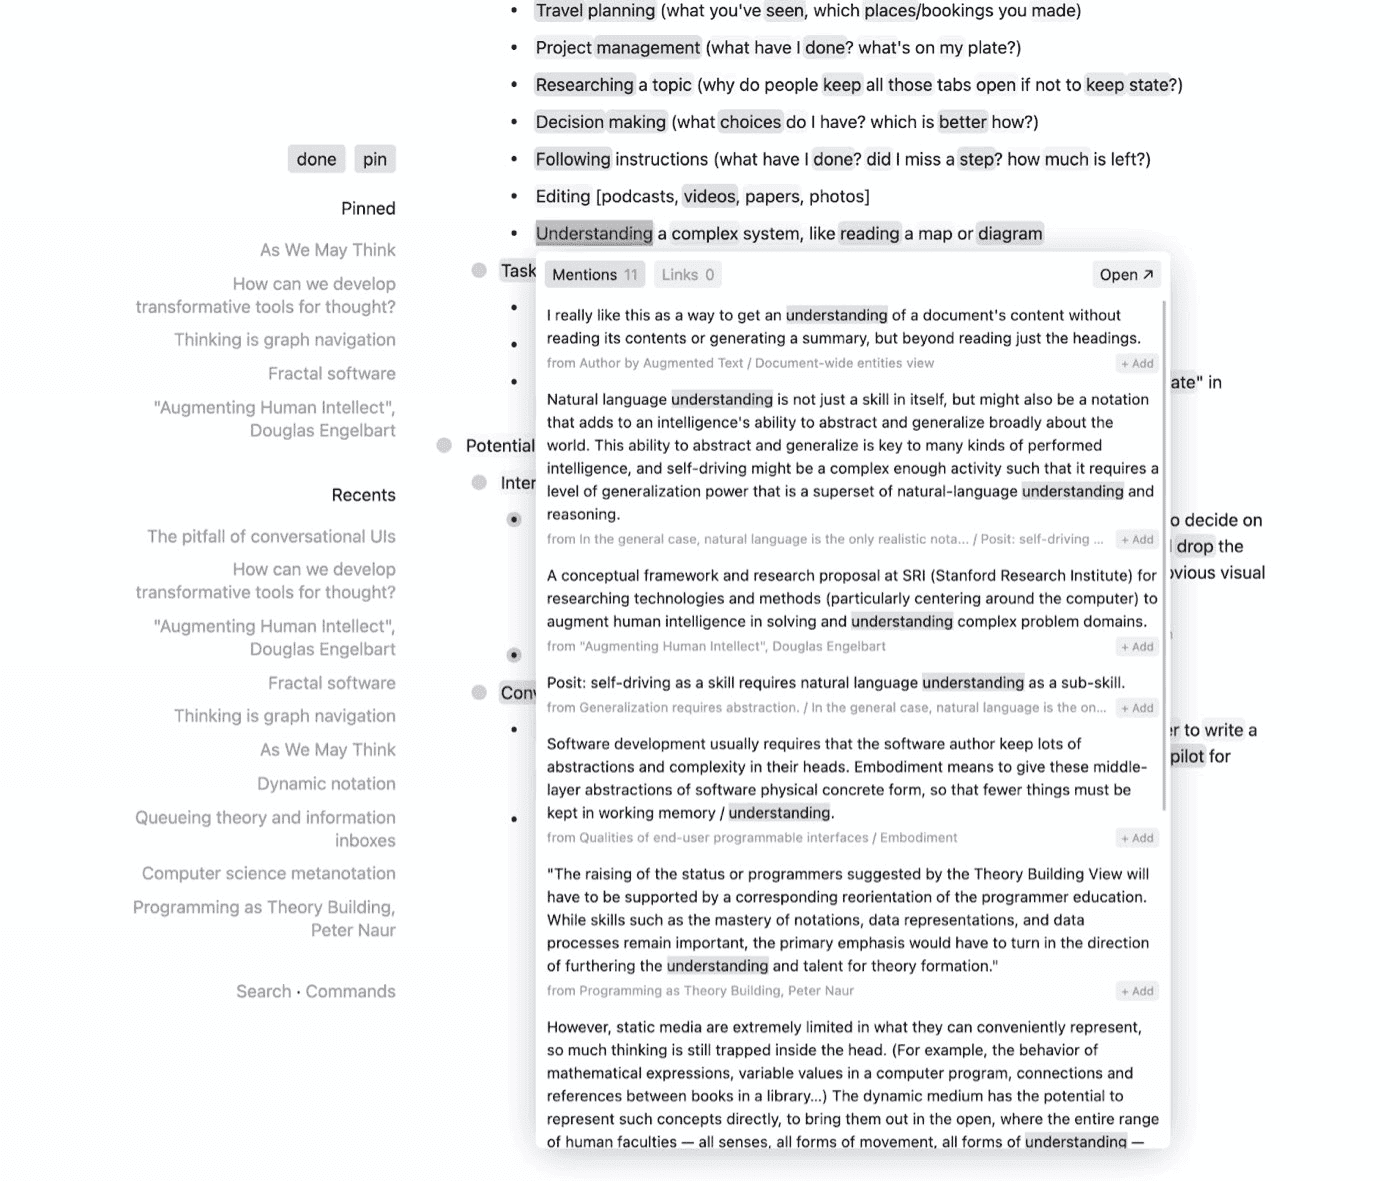 • Travel planning (what you've seen, which places/bookings you made)
• Project management (what have I done? what's on my plate?)
• Researching a topic (why do people keep all those tabs open if not to keep state?)
• Decision making (what choices do I have? which is better how?)
• Following instructions (what have I done? did I miss a step? how much is left?)
• Editing [podcasts, videos, papers, photos]
• Understanding a complex system, like reading a map or diagram
done pin
Pinned
As We May Think
How can we develop
transformative tools for thought?
Thinking is graph navigation
Fractal software
"Augmenting Human Intellect",
Douglas Engelbart
Recents
The pitfall of conversational UIs
How can we develop
transformative tools for thought?
"Augmenting Human Intellect",
Douglas Engelbart
Fractal software
Thinking is graph navigation
As We May Think
Dynamic notation
Queueing theory and information
inboxes
Computer science metanotation
Programming as Theory Building,
Peter Naur
Search · Commands
Task
Potential
Inter
Conv
Mentions 11 Links 0 Open ↗
I really like this as a way to get an understanding of a document's content without
reading its contents or generating a summary, but beyond reading just the headings.
from Author by Augmented Text / Document-wide entities view + Add
Natural language understanding is not just a skill in itself, but might also be a notation
that adds to an intelligence's ability to abstract and generalize broadly about the
world. This ability to abstract and generalize is key to many kinds of performed
intelligence, and self-driving might be a complex enough activity such that it requires a
level of generalization power that is a superset of natural-language understanding and
reasoning.
from In the general case, natural language is the only realistic nota... / Posit: self-driving ... + Add
A conceptual framework and research proposal at SRI (Stanford Research Institute) for
researching technologies and methods (particularly centering around the computer) to
augment human intelligence in solving and understanding complex problem domains.
from "Augmenting Human Intellect", Douglas Engelbart + Add
Posit: self-driving as a skill requires natural language understanding as a sub-skill.
from Generalization requires abstraction. / In the general case, natural language is the on... + Add
Software development usually requires that the software author keep lots of
abstractions and complexity in their heads. Embodiment means to give these middle-
layer abstractions of software physical concrete form, so that fewer things must be
kept in working memory / understanding.
from Qualities of end-user programmable interfaces / Embodiment + Add
"The raising of the status or programmers suggested by the Theory Building View will
have to be supported by a corresponding reorientation of the programmer education.
While skills such as the mastery of notations, data representations, and data
processes remain important, the primary emphasis would have to turn in the direction
of furthering the understanding and talent for theory formation."
from Programming as Theory Building, Peter Naur + Add
However, static media are extremely limited in what they can conveniently represent,
so much thinking is still trapped inside the head. (For example, the behavior of
mathematical expressions, variable values in a computer program, connections and
references between books in a library...) The dynamic medium has the potential to
represent such concepts directly, to bring them out in the open, where the entire range
of human faculties — all senses, all forms of movement, all forms of understanding —
ate" in
o decide on
drop the
vious visual
r to write a
pilot for